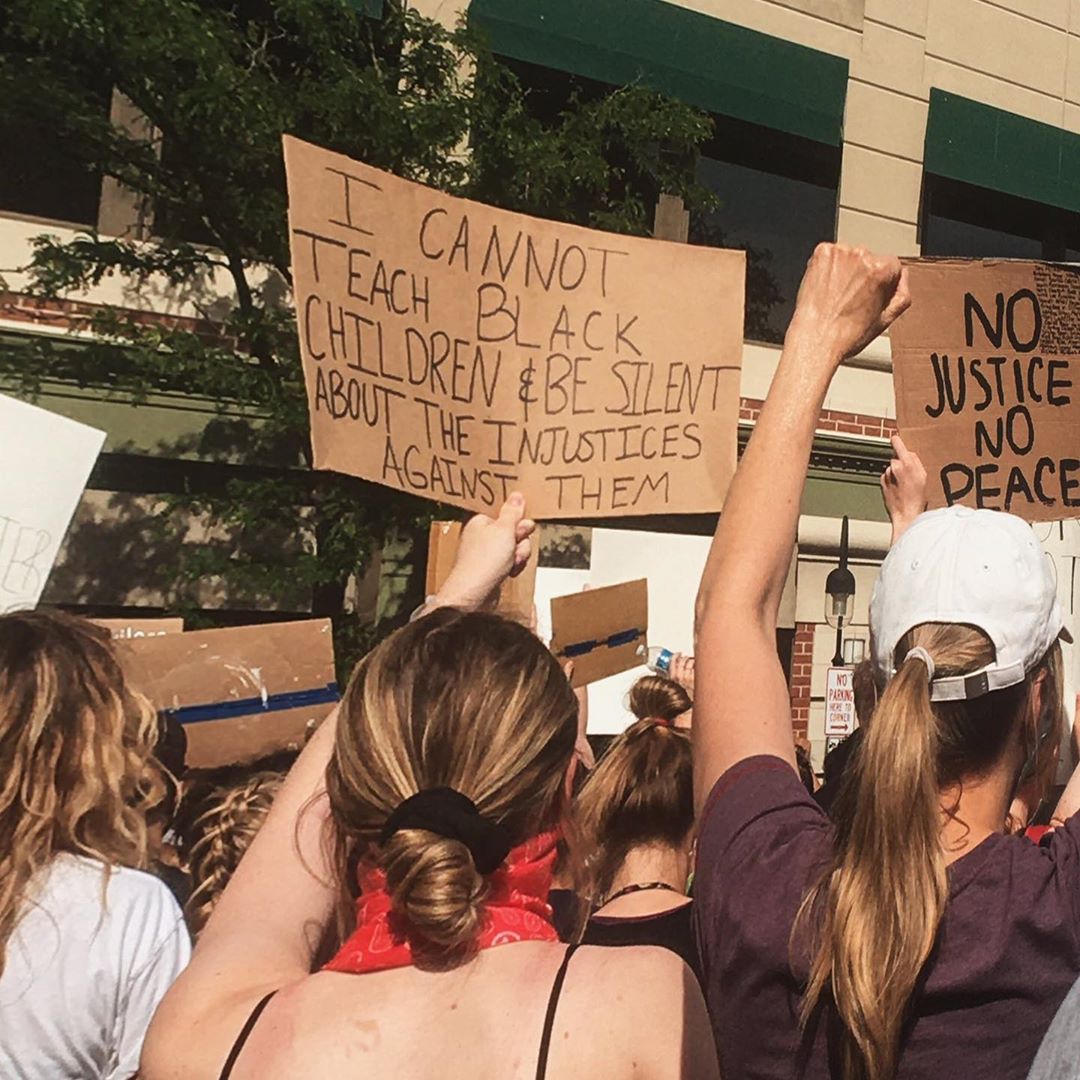 I CANNOT
TEACH BLACK
CHILDREN & BE SILENT
ABOUT THE INJUSTICES
AGAINST THEM
NO
JUSTICE
NO
PEACE
NO
PARKING
HERE TO
CORNER